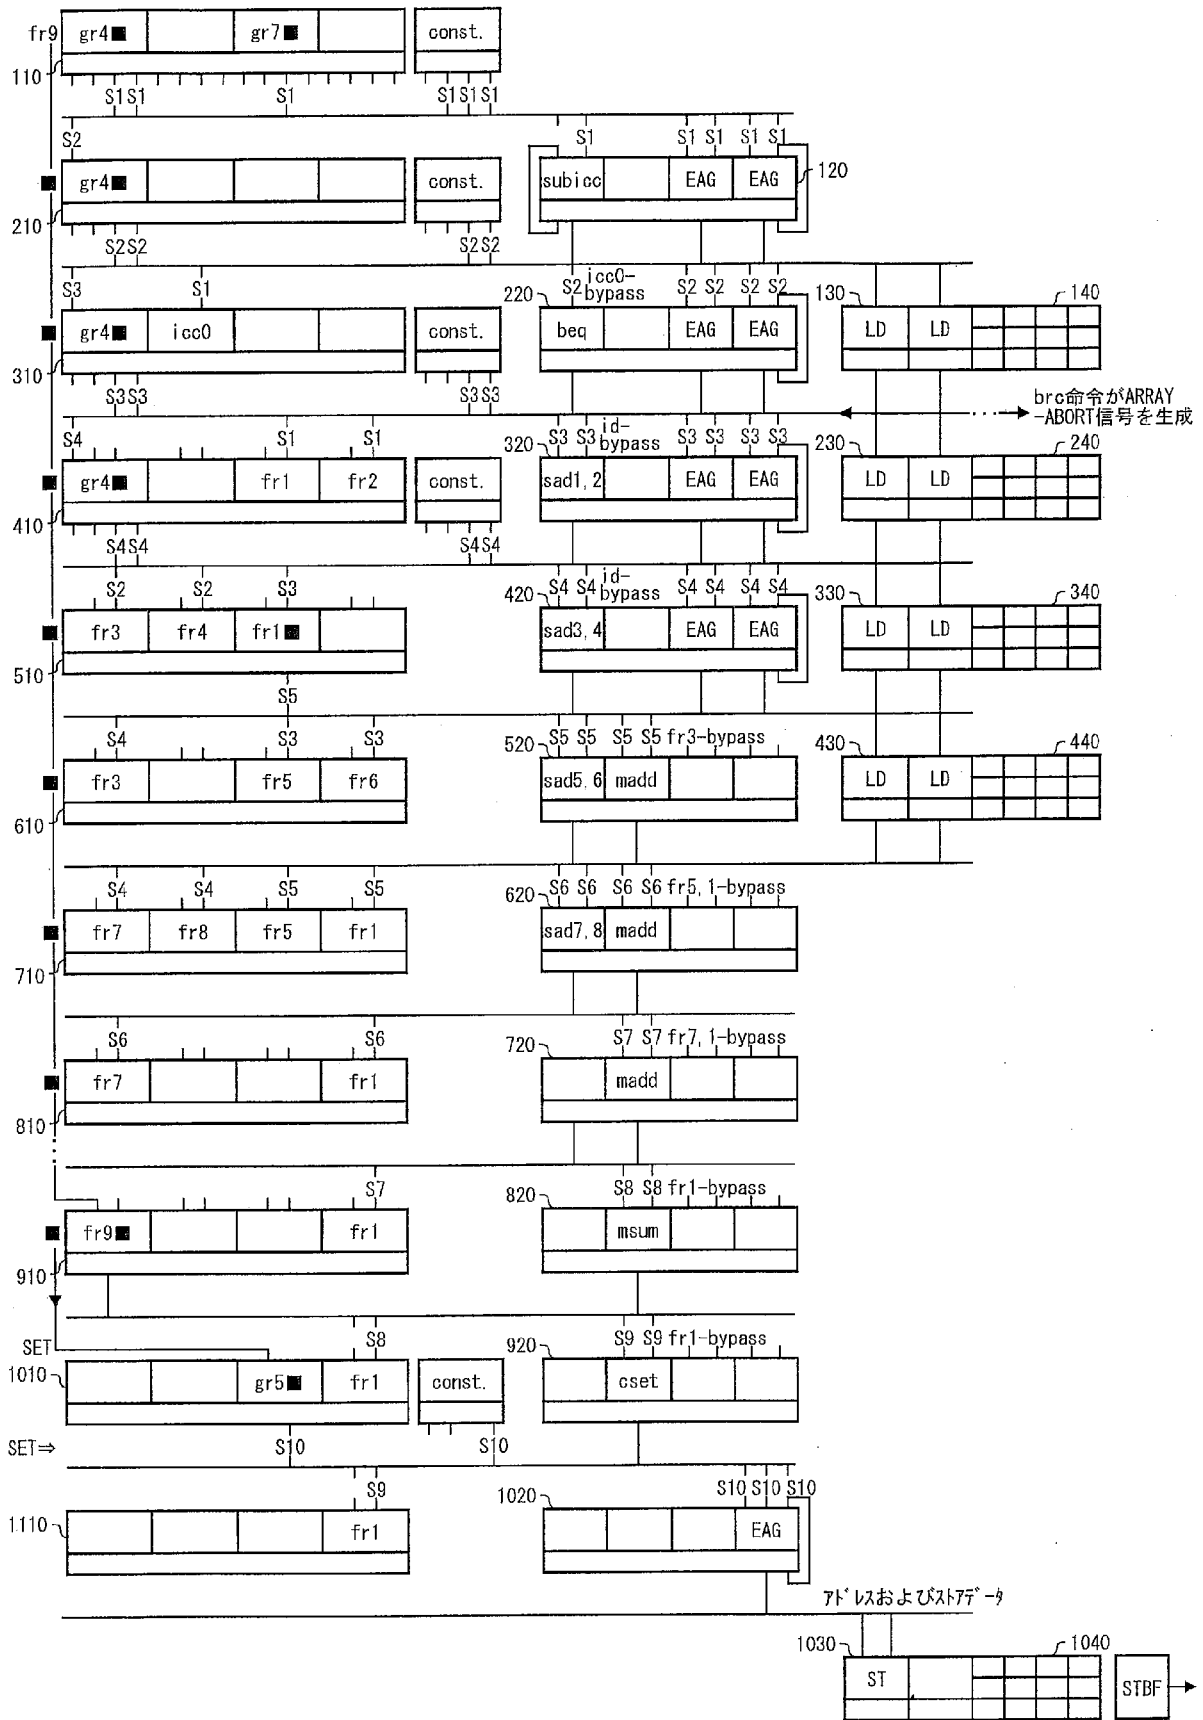 fr9 gr4■ gr7■ const.
110
S1 S1 S1 S1 S1 S1
S2 S1 S1 S1 S1 S1
■ gr4■ const. subicc EAG EAG 120
210
S2 S2 S2 S2
S3 S1 S2 icc0-bypass S2 S2 S2 S2
220 130 140
■ gr4■ icc0 const. beq EAG EAG LD LD
310
S3 S3 S3 S3
brc命令がARRAY
-ABORT信号を生成
S4 S1 S1 S3 S3 id-bypass S3 S3 S3 S3
320 230 240
■ gr4■ fr1 fr2 const. sad1,2 EAG EAG LD LD
410
S4 S4 S4 S4
S2 S2 S3 S4 S4 id-bypass S4 S4 S4 S4
420 330 340
■ fr3 fr4 fr1■ sad3,4 EAG EAG LD LD
510
S5
S4 S3 S3 S5 S5 S5 S5 fr3-bypass
520 430 440
■ fr3 fr5 fr6 sad5,6 madd LD LD
610
S4 S4 S5 S5 S6 S6 S6 S6 fr5,1-bypass
620
■ fr7 fr8 fr5 fr1 sad7,8 madd
710
S6 S6 S7 S7 fr7,1-bypass
720
■ fr7 fr1 madd
810
S7 S8 S8 fr1-bypass
820
■ fr9■ fr1 msum
910
SET S8 S9 S9 fr1-bypass
920
1010 gr5■ fr1 const. cset
SET⇒ S10 S10
S9 S10 S10 S10
1020
1110 fr1 EAG
アドレスおよびストアデータ
1030 1040
ST STBF